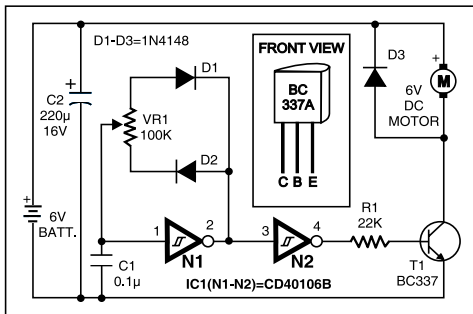 D1-D3=1N4148
FRONT VIEW
BC
337A
C B E
D1
D2
D3
+
C2
220µ
16V
VR1
100K
+
M
6V
DC
MOTOR
+
6V
BATT.
C1
0.1µ
1
2
N1
3
4
N2
R1
22K
T1
BC337
IC1(N1-N2)=CD40106B